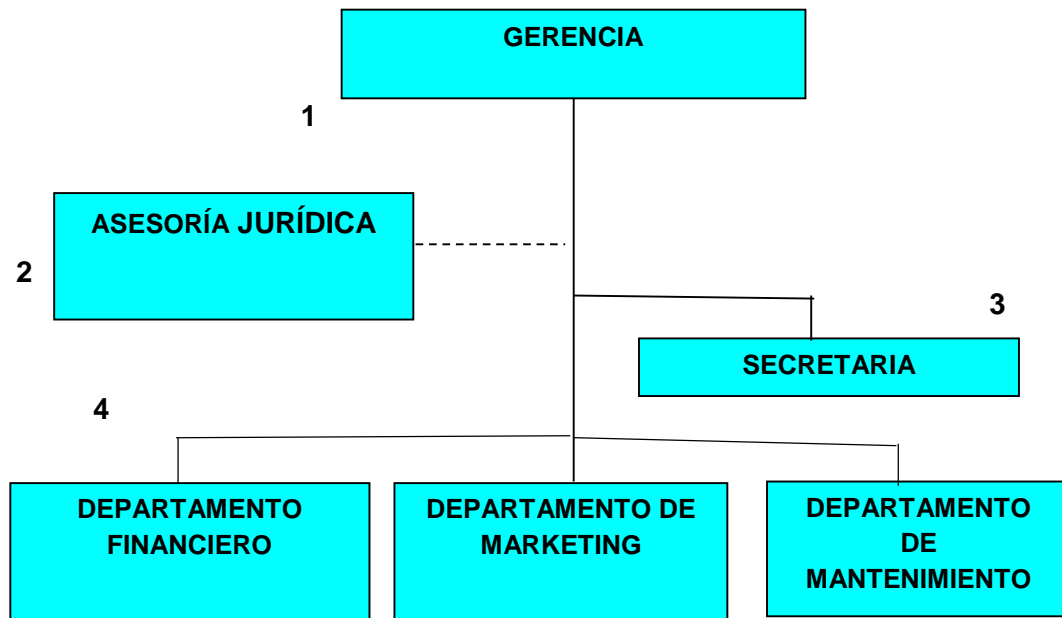 GERENCIA
1
ASESORÍA JURÍDICA
2
3
SECRETARIA
4
DEPARTAMENTO
FINANCIERO
DEPARTAMENTO DE
MARKETING
DEPARTAMENTO
DE
MANTENIMIENTO